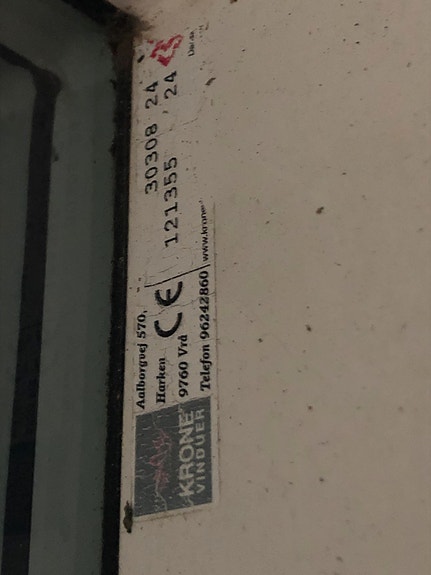 KRONE
VINDUER
Aalborgvej 570,
Harken
9760 Vrå
Telefon 96242860
CE
www.krone
30308 24
121355 24